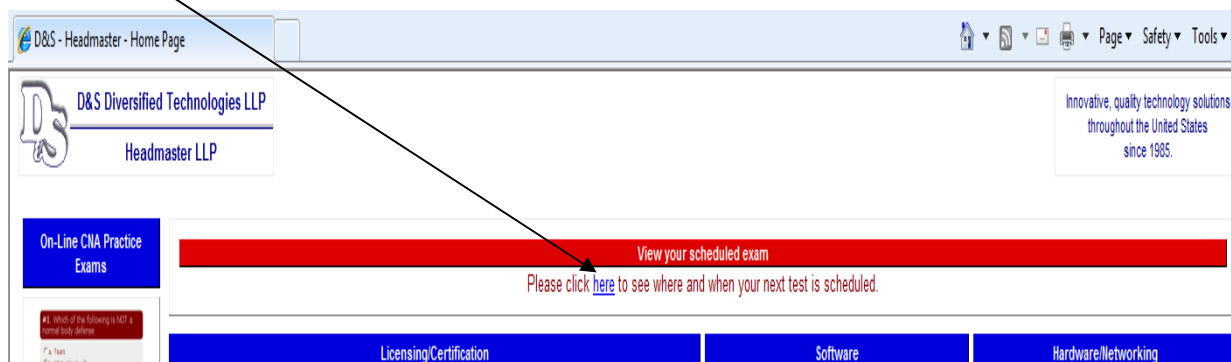 D&S - Headmaster - Home Page
Page Safety Tools
D&S Diversified Technologies LLP
Headmaster LLP
Innovative, quality technology solutions
throughout the United States
since 1985.
On-Line CNA Practice
Exams
View your scheduled exam
Please click here to see where and when your next test is scheduled.
#1. Which of the following is NOT a
normal body defense
a. Tears
Licensing/Certification
Software
Hardware/Networking